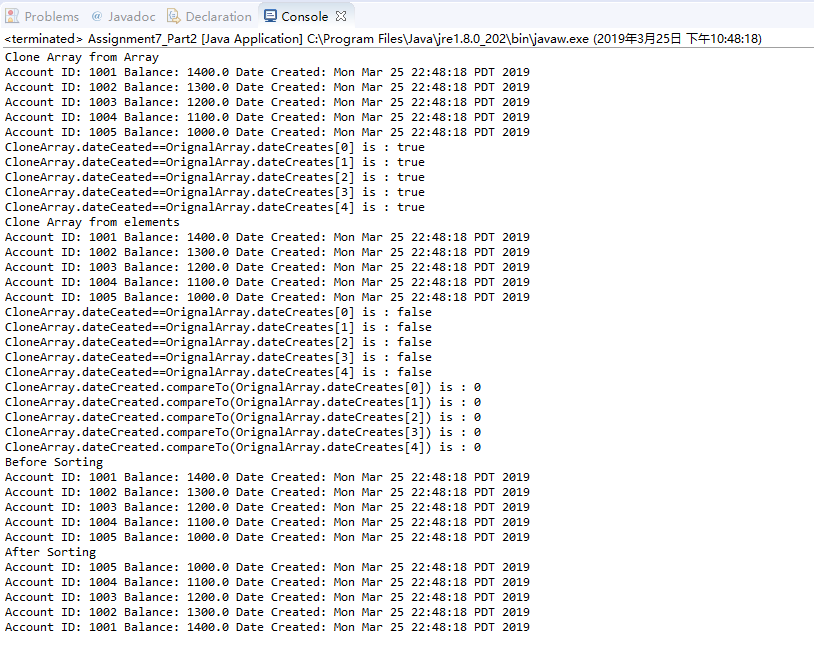 Problems @ Javadoc Declaration Console
<terminated> Assignment7_Part2 [Java Application] C:\Program Files\Java\jre1.8.0_202\bin\javaw.exe (2019年3月25日 下午10:48:18)
Clone Array from Array
Account ID: 1001 Balance: 1400.0 Date Created: Mon Mar 25 22:48:18 PDT 2019
Account ID: 1002 Balance: 1300.0 Date Created: Mon Mar 25 22:48:18 PDT 2019
Account ID: 1003 Balance: 1200.0 Date Created: Mon Mar 25 22:48:18 PDT 2019
Account ID: 1004 Balance: 1100.0 Date Created: Mon Mar 25 22:48:18 PDT 2019
Account ID: 1005 Balance: 1000.0 Date Created: Mon Mar 25 22:48:18 PDT 2019
CloneArray.dateCeated==OrignalArray.dateCreates[0] is : true
CloneArray.dateCeated==OrignalArray.dateCreates[1] is : true
CloneArray.dateCeated==OrignalArray.dateCreates[2] is : true
CloneArray.dateCeated==OrignalArray.dateCreates[3] is : true
CloneArray.dateCeated==OrignalArray.dateCreates[4] is : true
Clone Array from elements
Account ID: 1001 Balance: 1400.0 Date Created: Mon Mar 25 22:48:18 PDT 2019
Account ID: 1002 Balance: 1300.0 Date Created: Mon Mar 25 22:48:18 PDT 2019
Account ID: 1003 Balance: 1200.0 Date Created: Mon Mar 25 22:48:18 PDT 2019
Account ID: 1004 Balance: 1100.0 Date Created: Mon Mar 25 22:48:18 PDT 2019
Account ID: 1005 Balance: 1000.0 Date Created: Mon Mar 25 22:48:18 PDT 2019
CloneArray.dateCeated==OrignalArray.dateCreates[0] is : false
CloneArray.dateCeated==OrignalArray.dateCreates[1] is : false
CloneArray.dateCeated==OrignalArray.dateCreates[2] is : false
CloneArray.dateCeated==OrignalArray.dateCreates[3] is : false
CloneArray.dateCeated==OrignalArray.dateCreates[4] is : false
CloneArray.dateCreated.compareTo(OrignalArray.dateCreates[0]) is : 0
CloneArray.dateCreated.compareTo(OrignalArray.dateCreates[1]) is : 0
CloneArray.dateCreated.compareTo(OrignalArray.dateCreates[2]) is : 0
CloneArray.dateCreated.compareTo(OrignalArray.dateCreates[3]) is : 0
CloneArray.dateCreated.compareTo(OrignalArray.dateCreates[4]) is : 0
Before Sorting
Account ID: 1001 Balance: 1400.0 Date Created: Mon Mar 25 22:48:18 PDT 2019
Account ID: 1002 Balance: 1300.0 Date Created: Mon Mar 25 22:48:18 PDT 2019
Account ID: 1003 Balance: 1200.0 Date Created: Mon Mar 25 22:48:18 PDT 2019
Account ID: 1004 Balance: 1100.0 Date Created: Mon Mar 25 22:48:18 PDT 2019
Account ID: 1005 Balance: 1000.0 Date Created: Mon Mar 25 22:48:18 PDT 2019
After Sorting
Account ID: 1005 Balance: 1000.0 Date Created: Mon Mar 25 22:48:18 PDT 2019
Account ID: 1004 Balance: 1100.0 Date Created: Mon Mar 25 22:48:18 PDT 2019
Account ID: 1003 Balance: 1200.0 Date Created: Mon Mar 25 22:48:18 PDT 2019
Account ID: 1002 Balance: 1300.0 Date Created: Mon Mar 25 22:48:18 PDT 2019
Account ID: 1001 Balance: 1400.0 Date Created: Mon Mar 25 22:48:18 PDT 2019